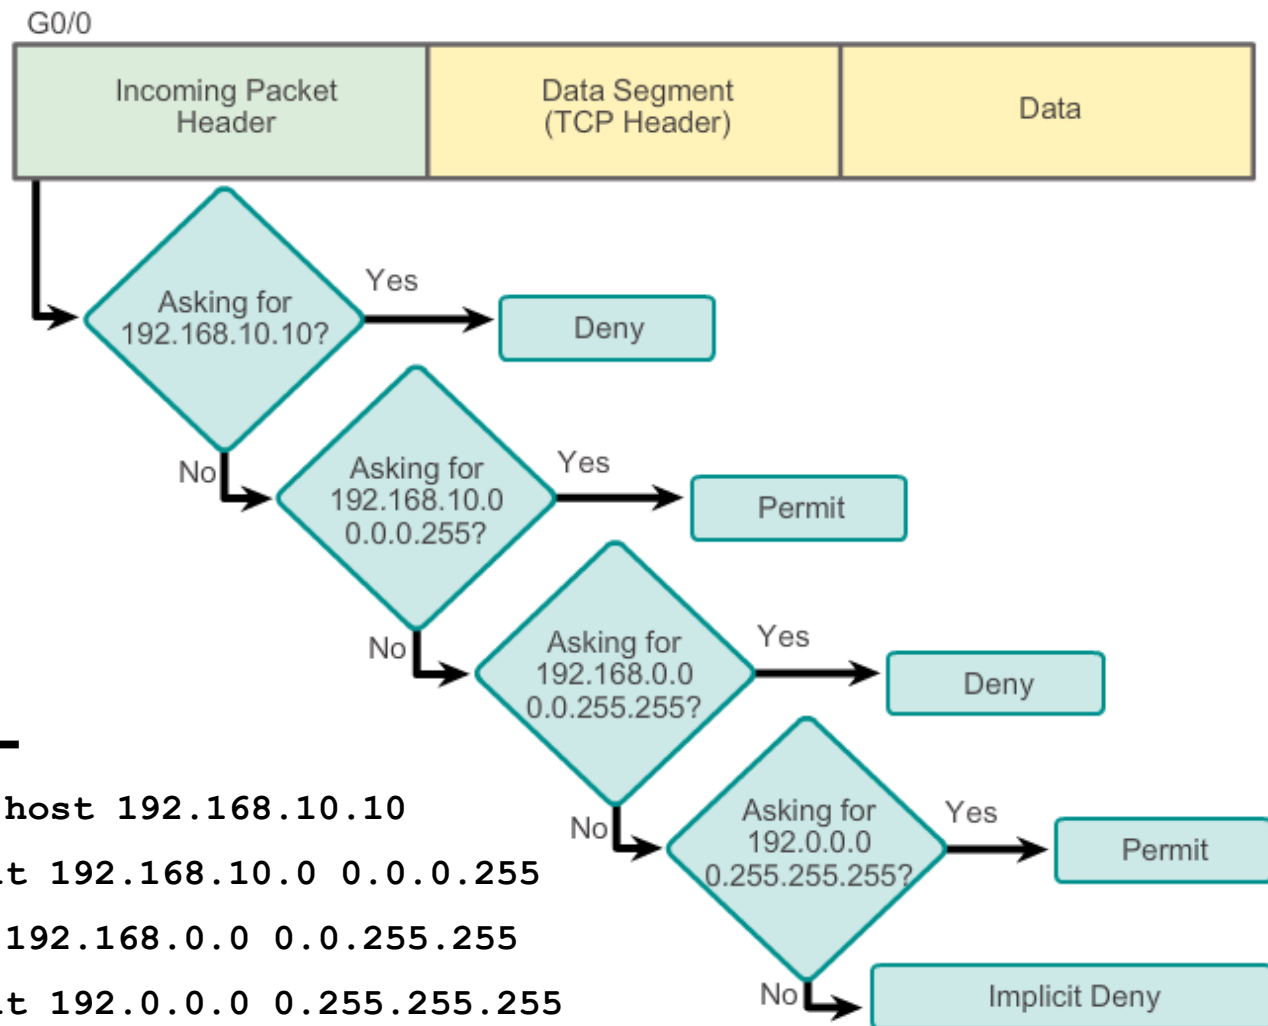 G0/0
Incoming Packet
Header
Data Segment
(TCP Header)
Data
Asking for
192.168.10.10?
Yes
Deny
No
Asking for
192.168.10.0
0.0.0.255?
Yes
Permit
No
Asking for
192.168.0.0
0.0.255.255?
Yes
Deny
No
Asking for
192.0.0.0
0.255.255.255?
Yes
Permit
No
Implicit Deny
host 192.168.10.10
it 192.168.10.0 0.0.0.255
192.168.0.0 0.0.255.255
it 192.0.0.0 0.255.255.255